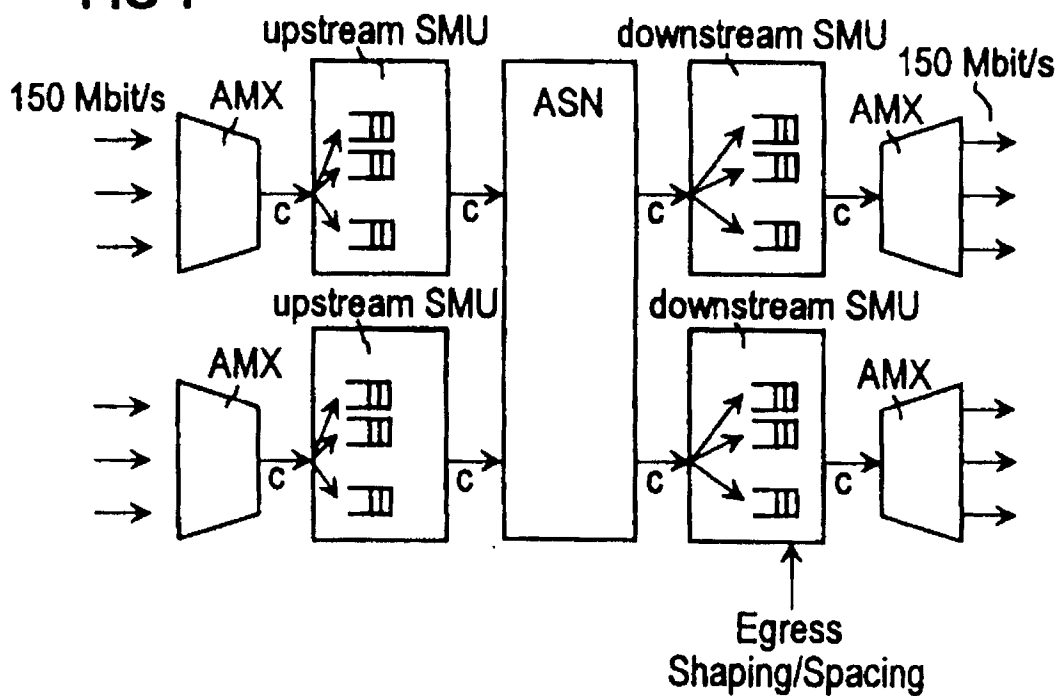 upstream SMU
downstream SMU
150 Mbit/s
150 Mbit/s
AMX
ASN
AMX
C
C
C
C
upstream SMU
downstream SMU
AMX
AMX
C
C
C
C
Egress
Shaping/Spacing